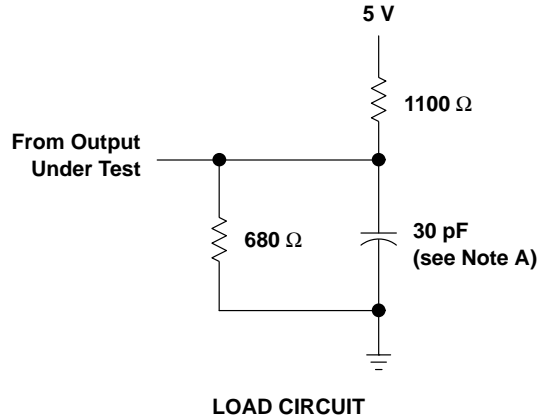 5 V
1100 Ω
From Output
Under Test
680 Ω
30 pF
(see Note A)
LOAD CIRCUIT